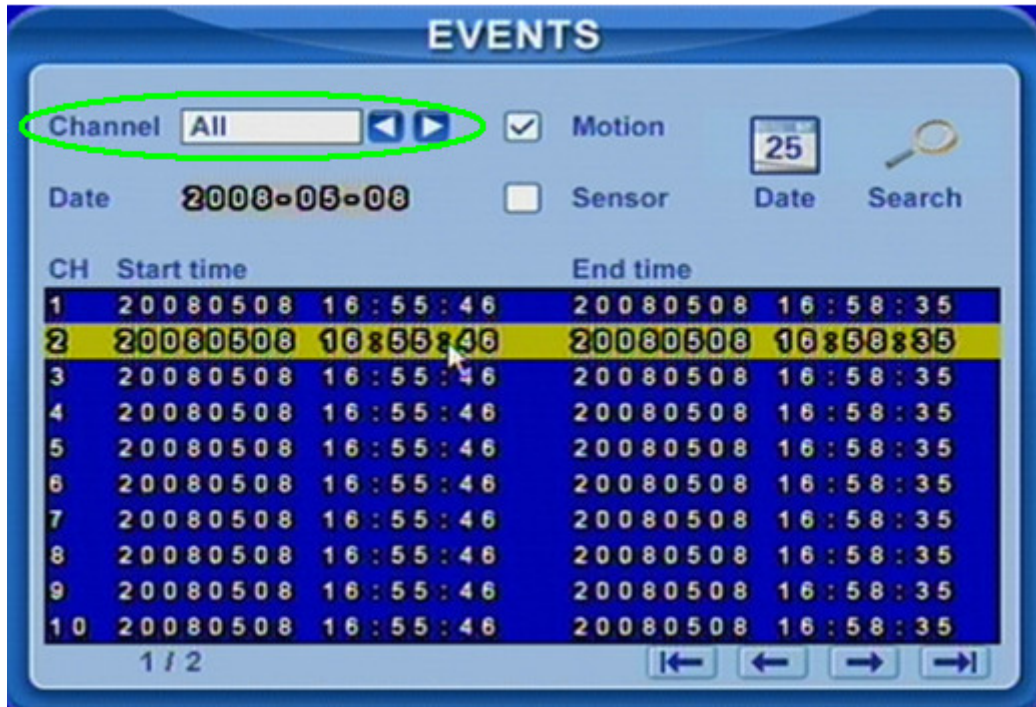 EVENTS
Channel All Motion 25
Date 2008-05-08 Sensor Date Search
CH Start time End time
1 20080508 16:55:46 20080508 16:58:35
2 20080508 16:55:46 20080508 16:58:35
3 20080508 16:55:46 20080508 16:58:35
4 20080508 16:55:46 20080508 16:58:35
5 20080508 16:55:46 20080508 16:58:35
6 20080508 16:55:46 20080508 16:58:35
7 20080508 16:55:46 20080508 16:58:35
8 20080508 16:55:46 20080508 16:58:35
9 20080508 16:55:46 20080508 16:58:35
10 20080508 16:55:46 20080508 16:58:35
1 / 2